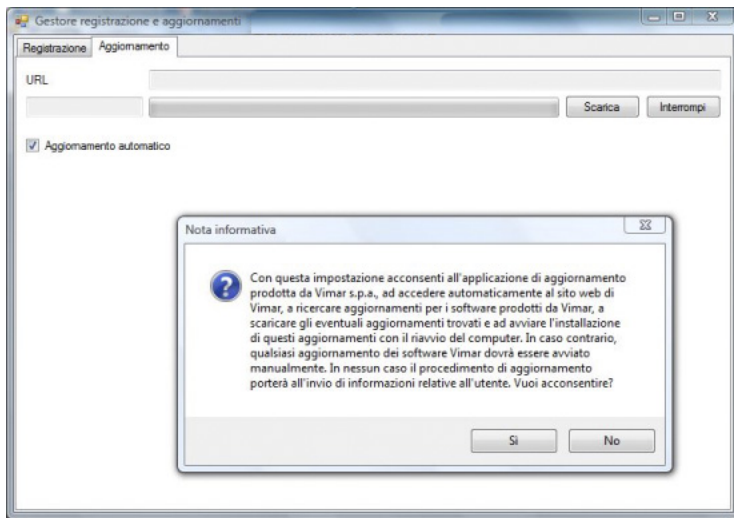 Gestore registrazione e aggiornamenti
Registrazione Aggiornamento
URL
Scarica Interrompi
Aggiornamento automatico
Nota informativa
Con questa impostazione acconsenti all'applicazione di aggiornamento
prodotta da Vimar s.p.a., ad accedere automaticamente al sito web di
Vimar, a ricercare aggiornamenti per i software prodotti da Vimar, a
scaricare gli eventuali aggiornamenti trovati e ad avviare l'installazione
di questi aggiornamenti con il riavvio del computer. In caso contrario,
qualsiasi aggiornamento dei software Vimar dovrà essere avviato
manualmente. In nessun caso il procedimento di aggiornamento
porterà all'invio di informazioni relative all'utente. Vuoi acconsentire?
Sì No